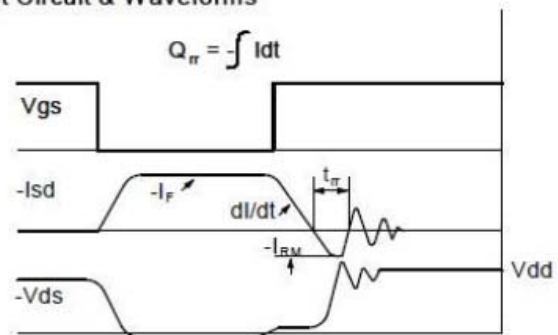 Q_rr = -∫ Idt
Vgs
-Isd
-I_F
dI/dt
t_rr
-I_RM
Vdd
-Vds